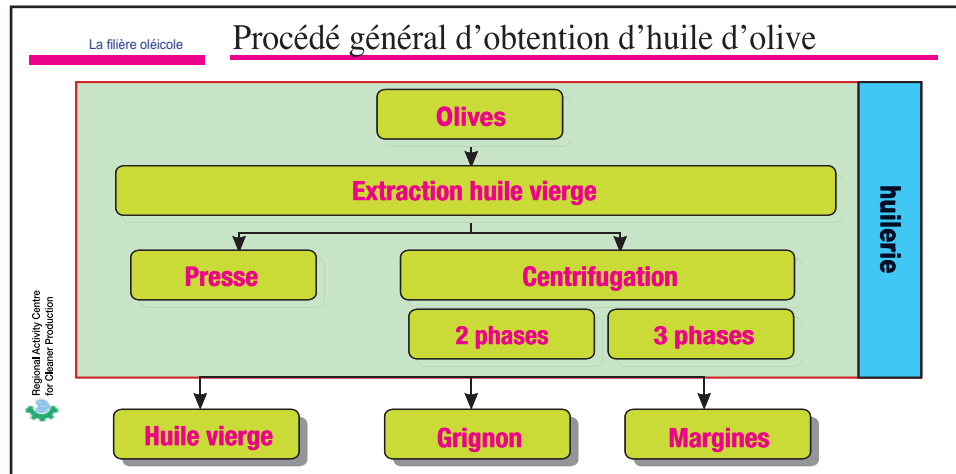 La filière oléicole
Procédé général d'obtention d'huile d'olive
Olives
Extraction huile vierge
Presse
Centrifugation
2 phases
3 phases
huilerie
Huile vierge
Grignon
Margines
Regional Activity Centre
for Cleaner Production